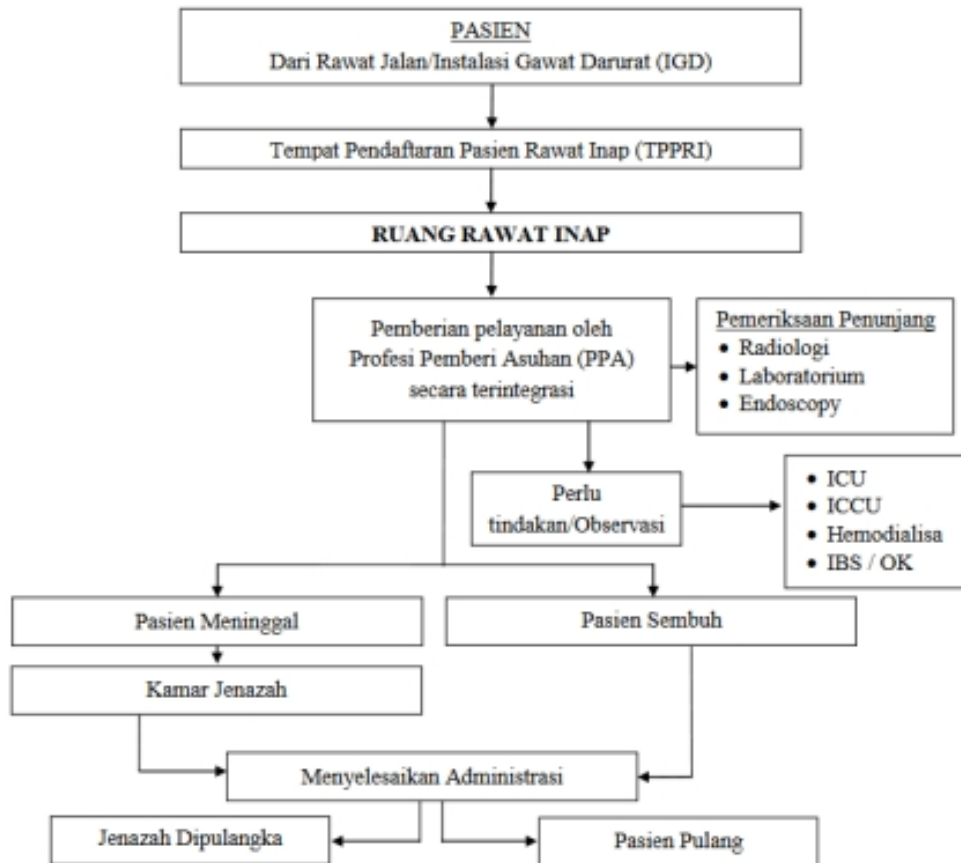 PASIEN
Dari Rawat Jalan/Instalasi Gawat Darurat (IGD)
Tempat Pendaftaran Pasien Rawat Inap (TPPRI)
RUANG RAWAT INAP
Pemberian pelayanan oleh
Profesi Pemberi Asuhan (PPA)
secara terintegrasi
Pemeriksaan Penunjang
• Radiologi
• Laboratorium
• Endoscopy
Perlu
tindakan/Observasi
• ICU
• ICCU
• Hemodialisa
• IBS / OK
Pasien Meninggal
Pasien Sembuh
Kamar Jenazah
Menyelesaikan Administrasi
Jenazah Dipulangka
Pasien Pulang